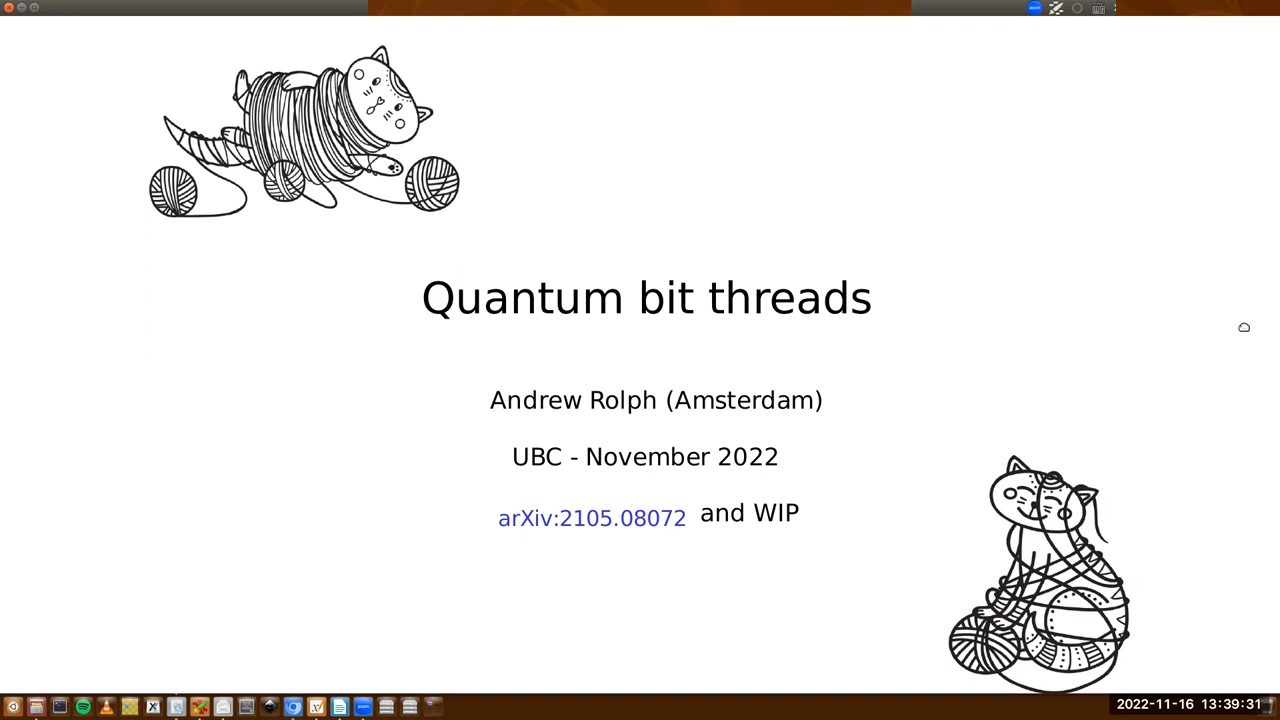 zoom
Quantum bit threads
Andrew Rolph (Amsterdam)
UBC - November 2022
arXiv:2105.08072 and WIP
2022-11-16 13:39:31